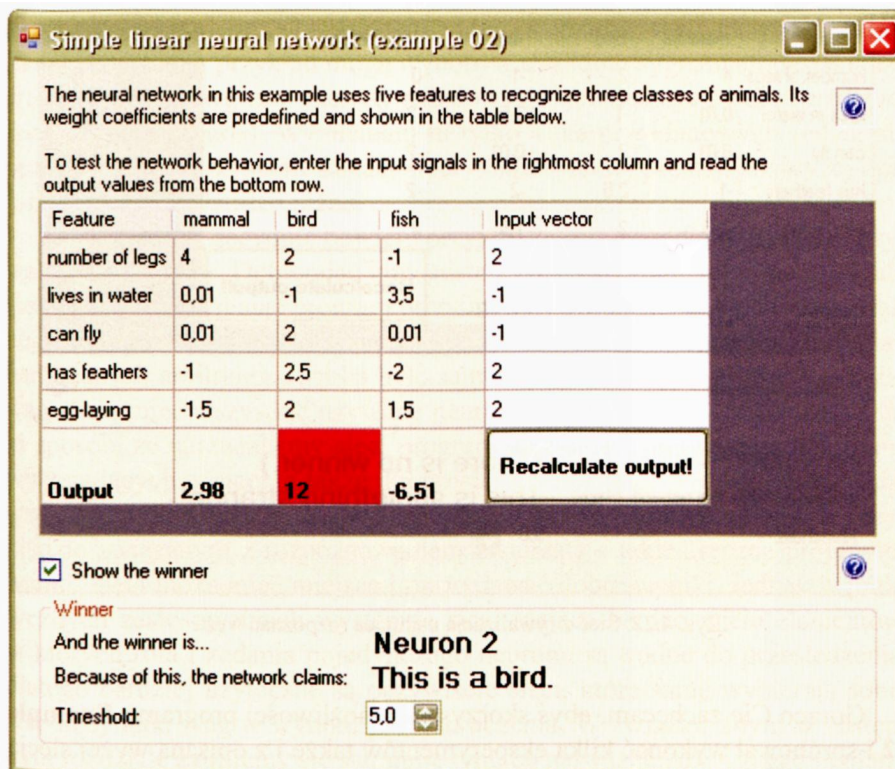 Simple linear neural network (example 02)
The neural network in this example uses five features to recognize three classes of animals. Its
weight coefficients are predefined and shown in the table below.
To test the network behavior, enter the input signals in the rightmost column and read the
output values from the bottom row.
Feature mammal bird fish Input vector
number of legs 4 2 -1 2
lives in water 0,01 -1 3,5 -1
can fly 0,01 2 0,01 -1
has feathers -1 2,5 -2 2
egg-laying -1,5 2 1,5 2
Output 2,98 12 -6,51 Recalculate output!
Show the winner
Winner
And the winner is... Neuron 2
Because of this, the network claims: This is a bird.
Threshold: 5,0